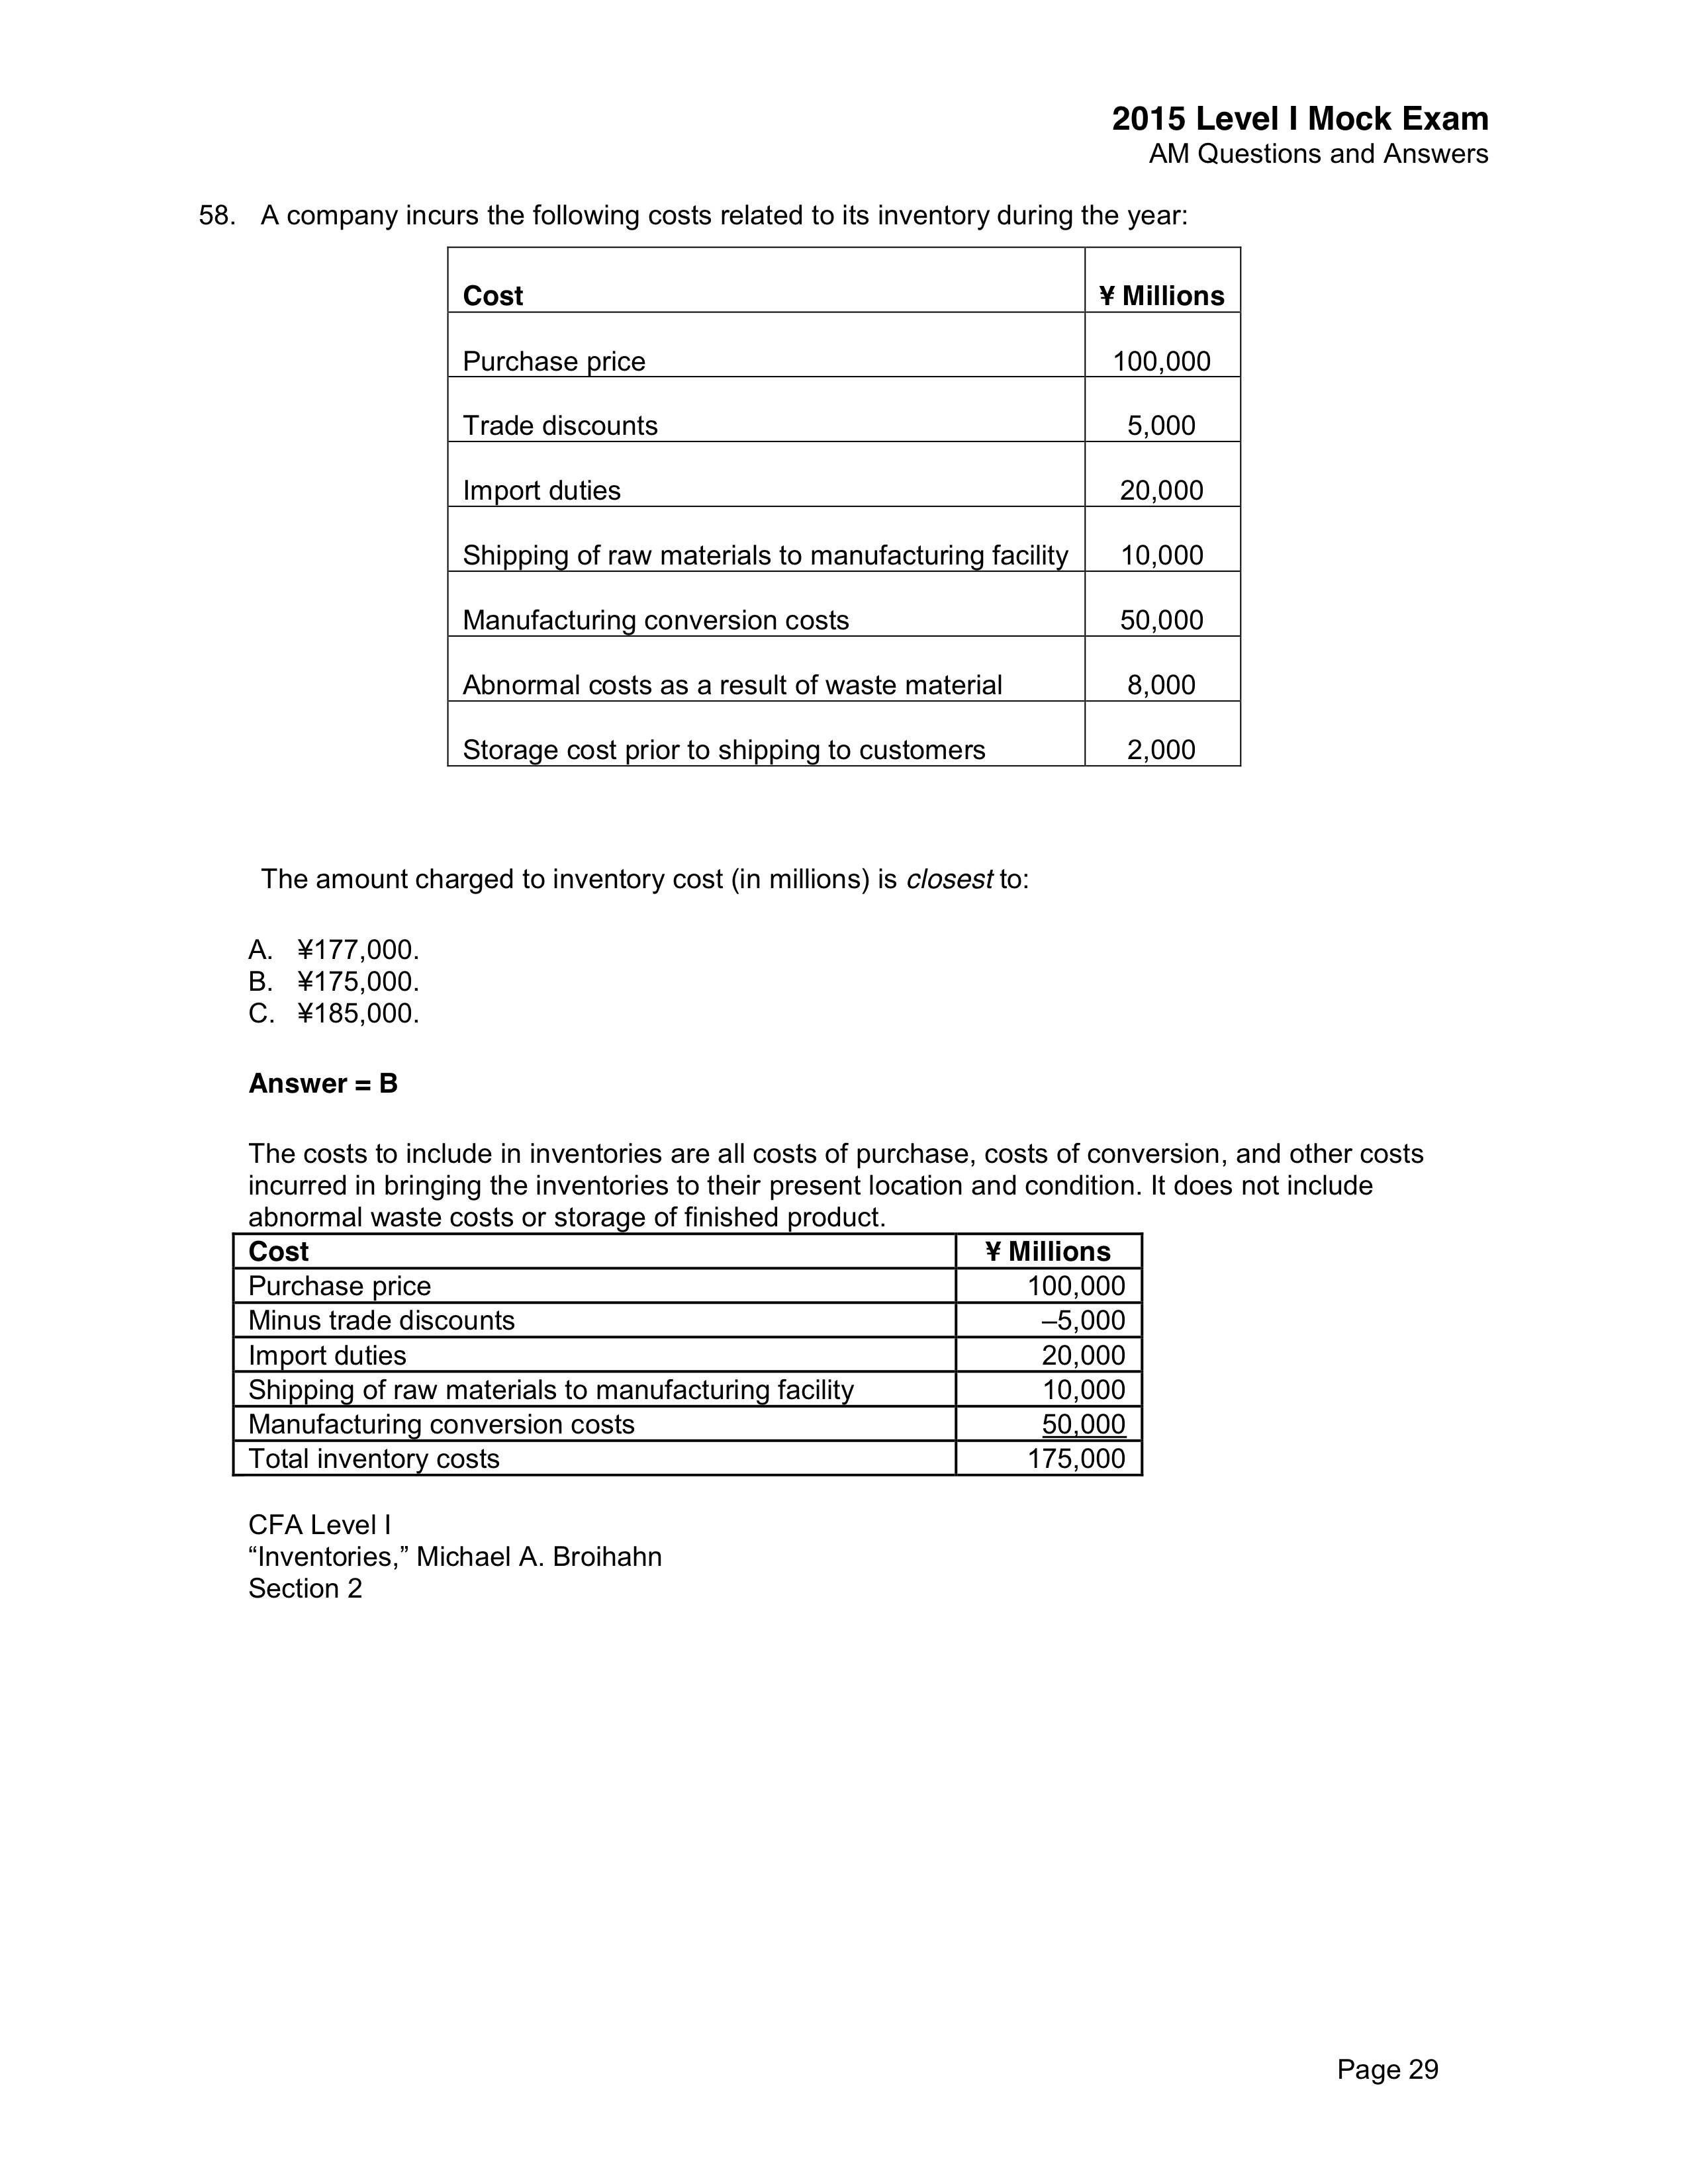 2015 Level I Mock Exam
AM Questions and Answers
58. A company incurs the following costs related to its inventory during the year:
Cost ¥ Millions
Purchase price 100,000
Trade discounts 5,000
Import duties 20,000
Shipping of raw materials to manufacturing facility 10,000
Manufacturing conversion costs 50,000
Abnormal costs as a result of waste material 8,000
Storage cost prior to shipping to customers 2,000
The amount charged to inventory cost (in millions) is closest to:
A. ¥177,000.
B. ¥175,000.
C. ¥185,000.
Answer = B
The costs to include in inventories are all costs of purchase, costs of conversion, and other costs
incurred in bringing the inventories to their present location and condition. It does not include
abnormal waste costs or storage of finished product.
Cost ¥ Millions
Purchase price 100,000
Minus trade discounts –5,000
Import duties 20,000
Shipping of raw materials to manufacturing facility 10,000
Manufacturing conversion costs 50,000
Total inventory costs 175,000
CFA Level I
“Inventories,” Michael A. Broihahn
Section 2
Page 29